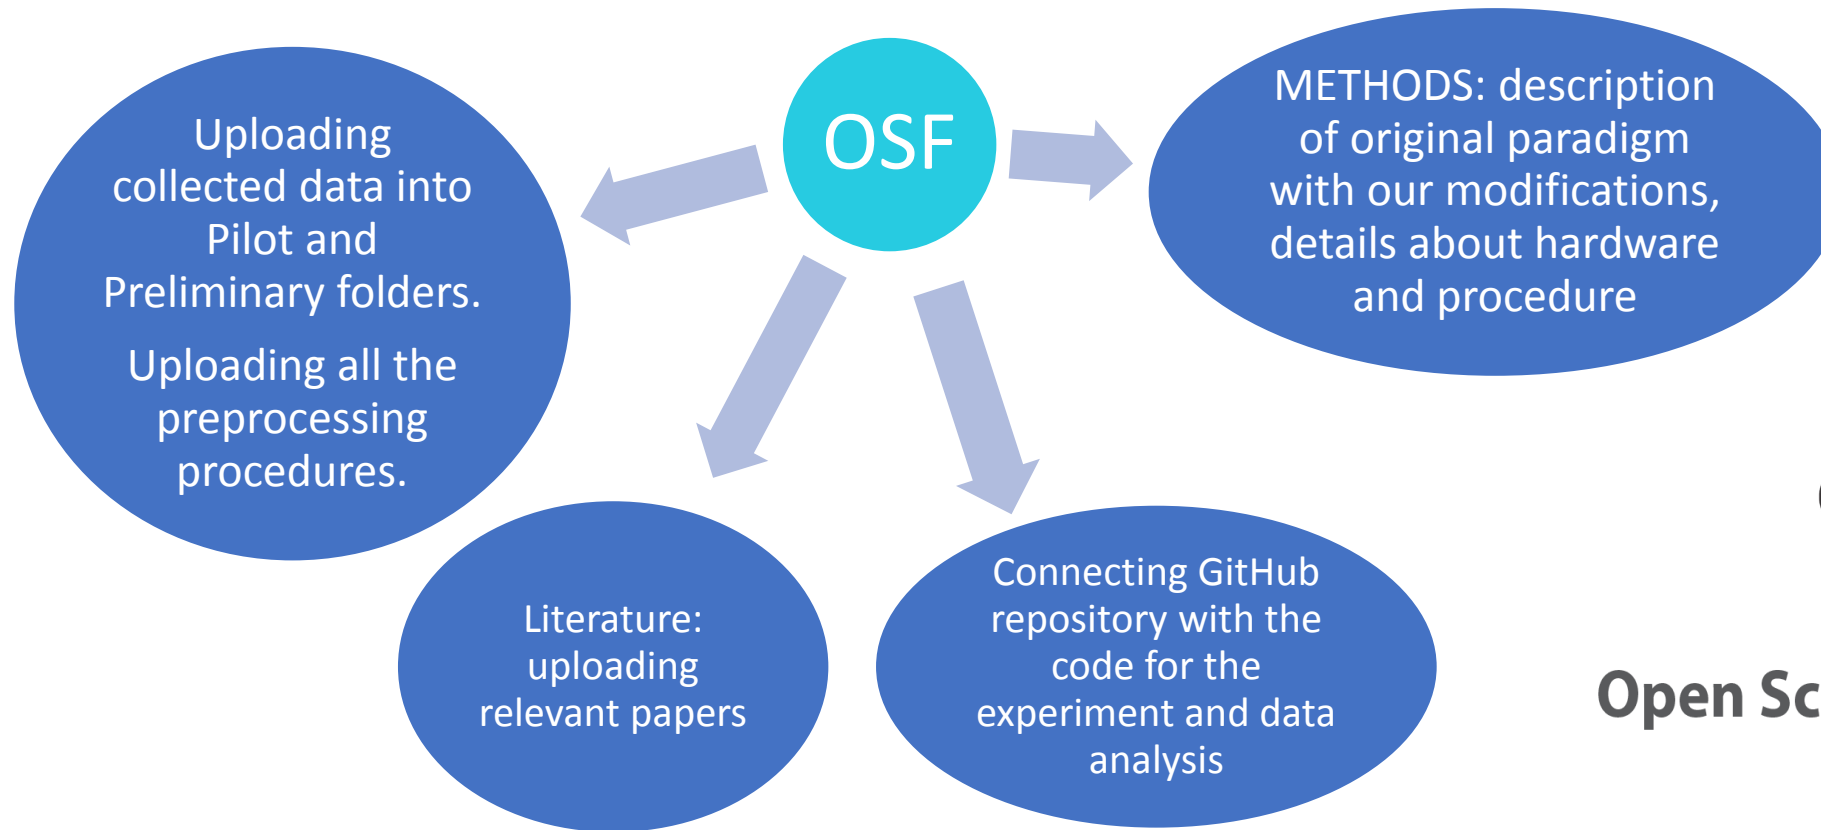 OSF
Uploading
collected data into
Pilot and
Preliminary folders.
Uploading all the
preprocessing
procedures.
METHODS: description
of original paradigm
with our modifications,
details about hardware
and procedure
Literature:
uploading
relevant papers
Connecting GitHub
repository with the
code for the
experiment and data
analysis
Open Sc